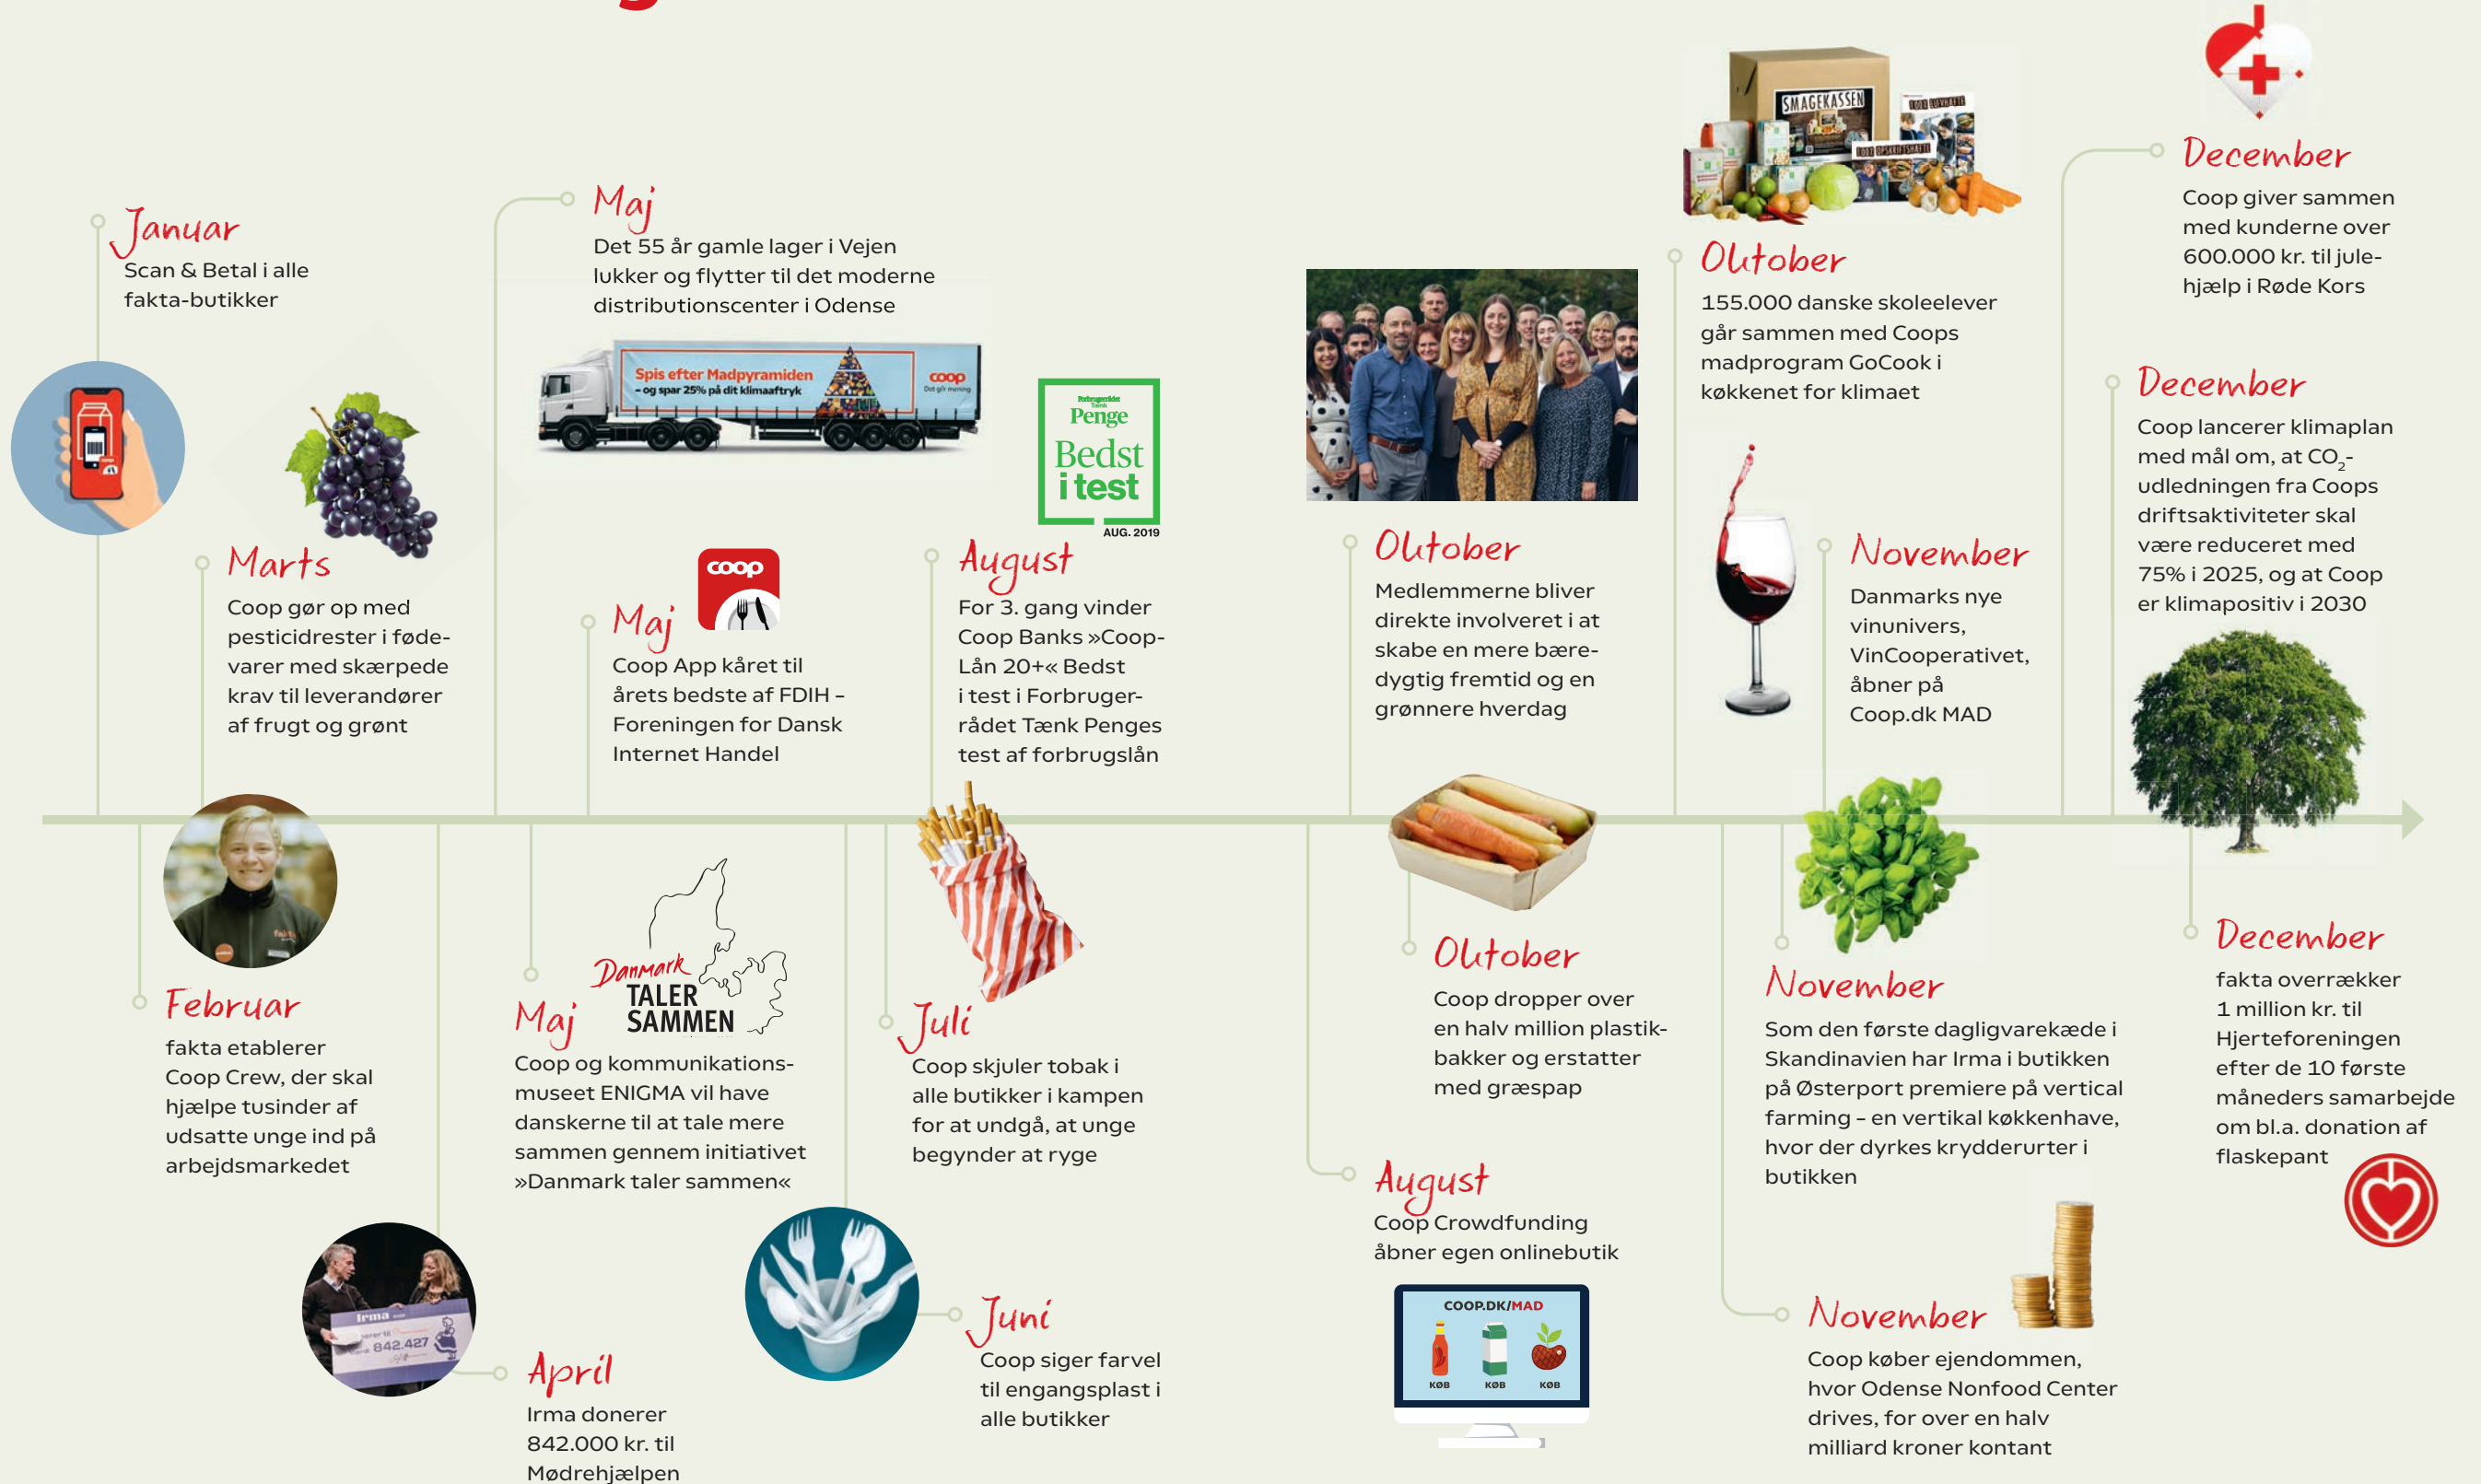 Januar
Scan & Betal i alle
fakta-butikker
Februar
fakta etablerer
Coop Crew, der skal
hjælpe tusinder af
udsatte unge ind på
arbejdsmarkedet
Marts
Coop gør op med
pesticidrester i føde-
varer med skærpede
krav til leverandører
af frugt og grønt
Irma
842.427
April
Irma donerer
842.000 kr. til
Mødrehjælpen
Maj
Det 55 år gamle lager i Vejen
lukker og flytter til det moderne
distributionscenter i Odense
Spis efter Madpyramiden
– og spar 25% på dit klimaaftryk
coop
Det gir mening
Danmark
TALER
SAMMEN
Maj
Coop og kommunikations-
museet ENIGMA vil have
danskerne til at tale mere
sammen gennem initiativet
»Danmark taler sammen«
coop
Maj
Coop App kåret til
årets bedste af FDIH –
Foreningen for Dansk
Internet Handel
Juni
Coop siger farvel
til engangsplast i
alle butikker
Juli
Coop skjuler tobak i
alle butikker i kampen
for at undgå, at unge
begynder at ryge
Forbrugerrådet
Tænk
Penge
Bedst
i test
AUG. 2019
August
For 3. gang vinder
Coop Banks »Coop-
Lån 20+« Bedst
i test i Forbruger-
rådet Tænk Penges
test af forbrugslån
August
Coop Crowdfunding
åbner egen onlinebutik
COOP.DK/MAD
KØB KØB KØB
Oktober
Medlemmerne bliver
direkte involveret i at
skabe en mere bære-
dygtig fremtid og en
grønnere hverdag
Oktober
Coop dropper over
en halv million plastik-
bakker og erstatter
med græspap
SMAGEKASSEN
100X OPSKRIFTSHÆFTE
Oktober
155.000 danske skoleelever
går sammen med Coops
madprogram GoCook i
køkkenet for klimaet
November
Coop køber ejendommen,
hvor Odense Nonfood Center
drives, for over en halv
milliard kroner kontant
November
Som den første dagligvarekæde i
Skandinavien har Irma i butikken
på Østerport premiere på vertical
farming – en vertikal køkkenhave,
hvor der dyrkes krydderurter i
butikken
November
Danmarks nye
vinunivers,
VinCooperativet,
åbner på
Coop.dk MAD
December
Coop giver sammen
med kunderne over
600.000 kr. til jule-
hjælp i Røde Kors
December
Coop lancerer klimaplan
med mål om, at CO₂-
udledningen fra Coops
driftsaktiviteter skal
være reduceret med
75% i 2025, og at Coop
er klimapositiv i 2030
December
fakta overrækker
1 million kr. til
Hjerteforeningen
efter de 10 første
måneders samarbejde
om bl.a. donation af
flaskepant